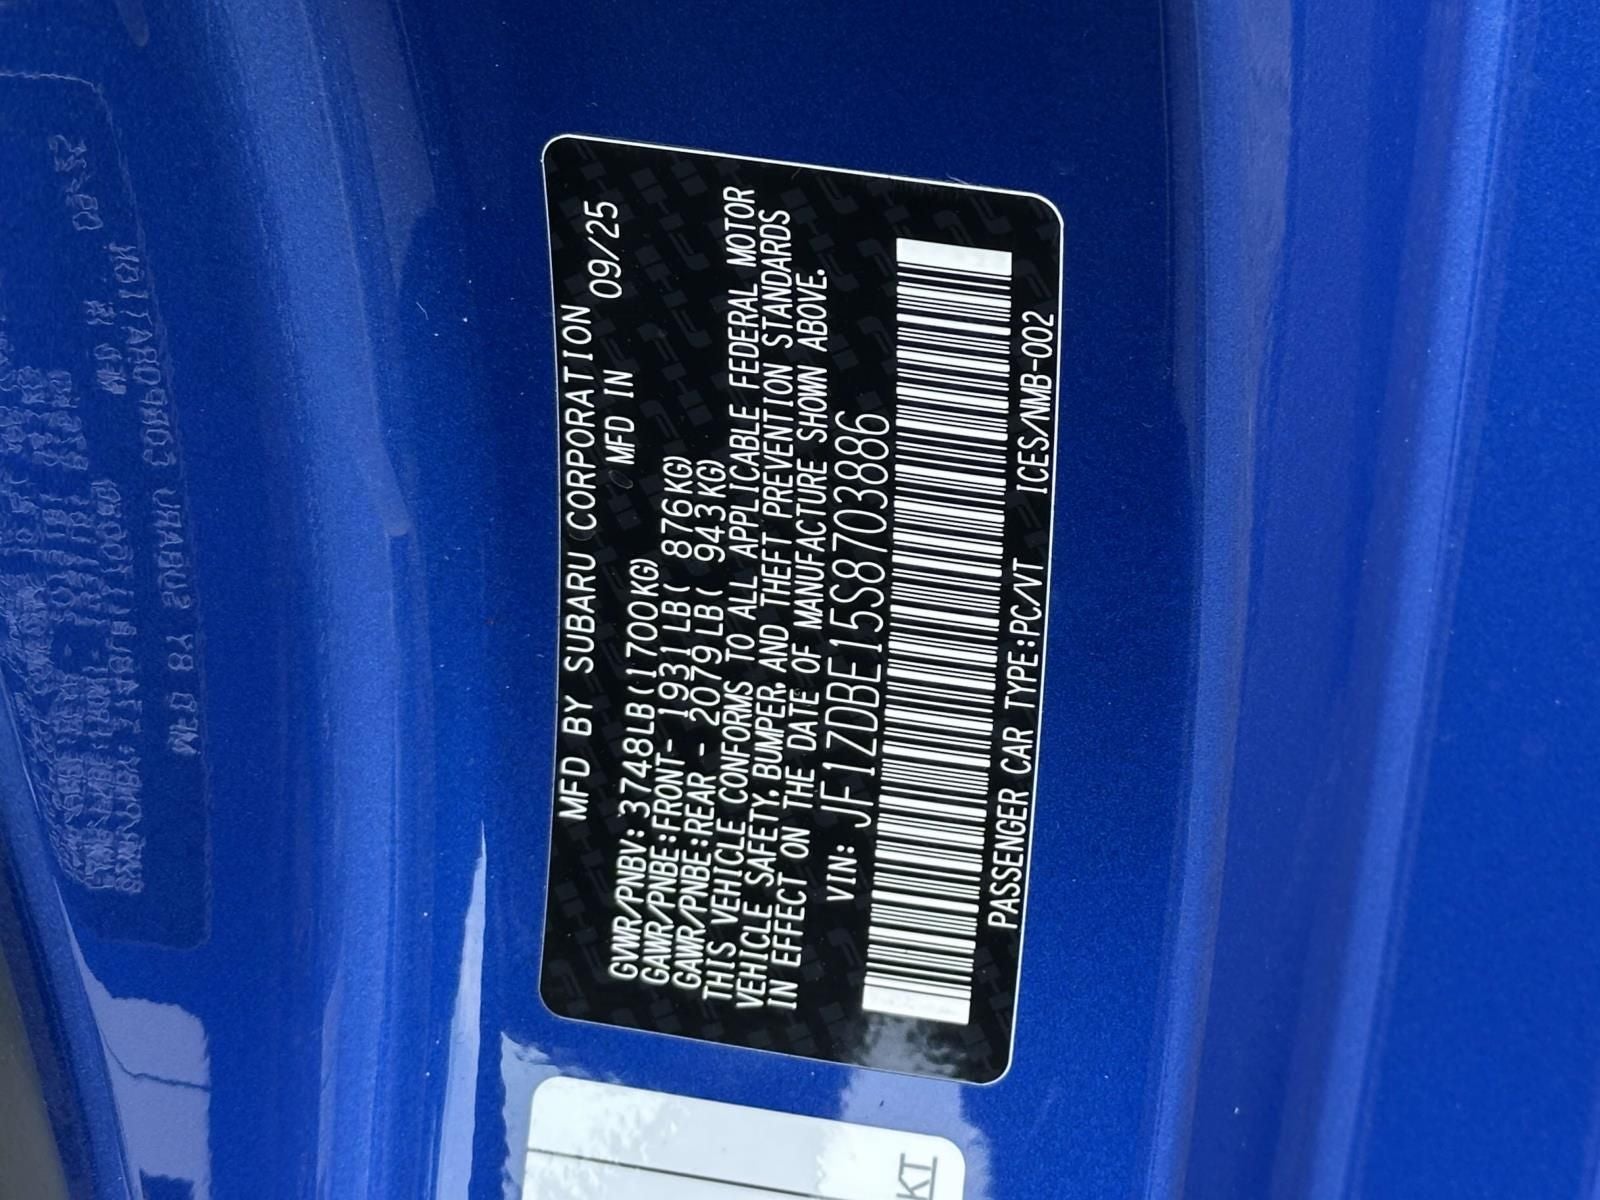 MFD BY SUBARU CORPORATION
MFD IN 09/25
GVWR/PNBV: 3748LB(1700KG)
GAWR/PNBE:FRONT- 1931LB( 876KG)
GAWR/PNBE:REAR - 2079LB( 943KG)
THIS VEHICLE CONFORMS TO ALL APPLICABLE FEDERAL MOTOR
VEHICLE SAFETY, BUMPER, AND THEFT PREVENTION STANDARDS
IN EFFECT ON THE DATE OF MANUFACTURE SHOWN ABOVE.
VIN: JF1ZDBE15S8703886
PASSENGER CAR TYPE:PC/VT ICES/NMB-002
KI